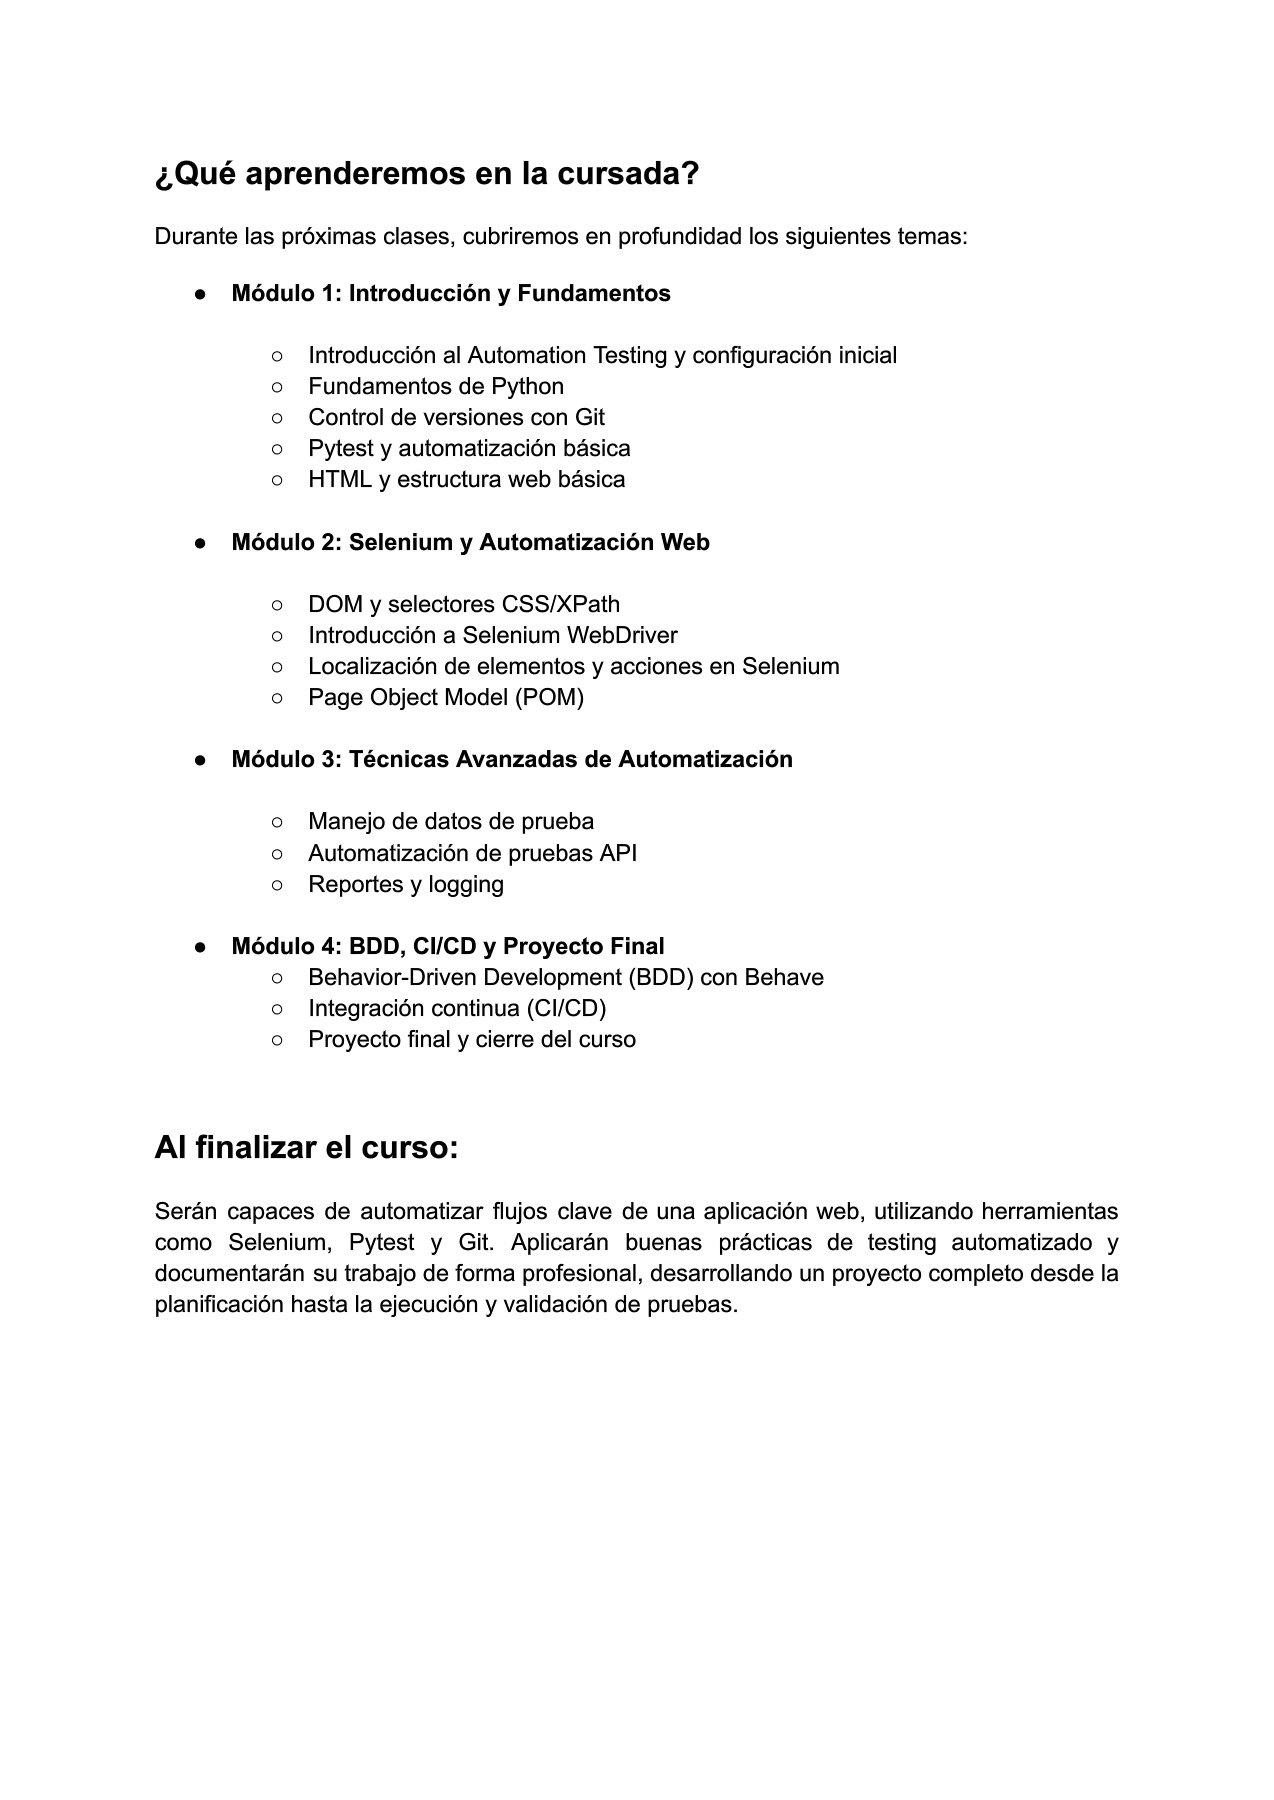 ¿Qué aprenderemos en la cursada?
Durante las próximas clases, cubriremos en profundidad los siguientes temas:
● Módulo 1: Introducción y Fundamentos
○ Introducción al Automation Testing y configuración inicial
○ Fundamentos de Python
○ Control de versiones con Git
○ Pytest y automatización básica
○ HTML y estructura web básica
● Módulo 2: Selenium y Automatización Web
○ DOM y selectores CSS/XPath
○ Introducción a Selenium WebDriver
○ Localización de elementos y acciones en Selenium
○ Page Object Model (POM)
● Módulo 3: Técnicas Avanzadas de Automatización
○ Manejo de datos de prueba
○ Automatización de pruebas API
○ Reportes y logging
● Módulo 4: BDD, CI/CD y Proyecto Final
○ Behavior-Driven Development (BDD) con Behave
○ Integración continua (CI/CD)
○ Proyecto final y cierre del curso
Al finalizar el curso:
Serán capaces de automatizar flujos clave de una aplicación web, utilizando herramientas
como Selenium, Pytest y Git. Aplicarán buenas prácticas de testing automatizado y
documentarán su trabajo de forma profesional, desarrollando un proyecto completo desde la
planificación hasta la ejecución y validación de pruebas.